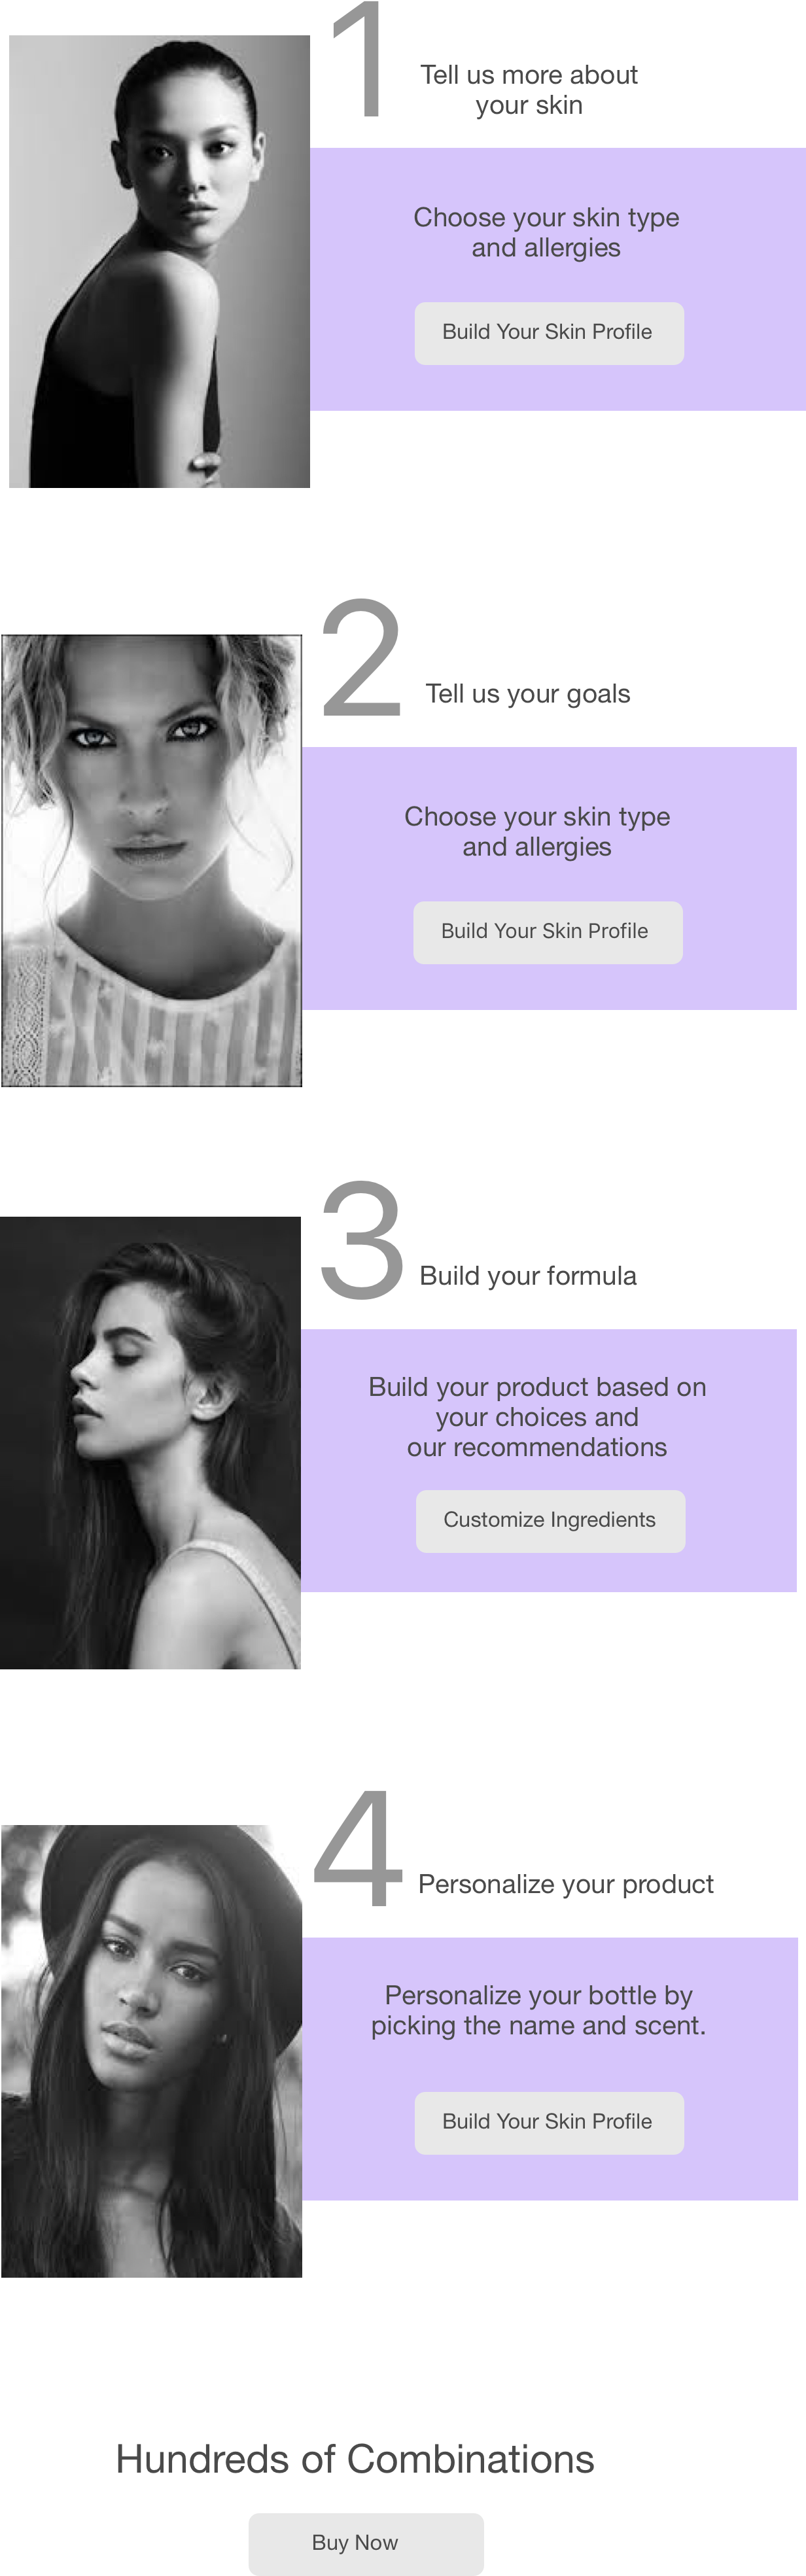 1
Tell us more about
your skin
Choose your skin type
and allergies
Build Your Skin Profile
2
Tell us your goals
Choose your skin type
and allergies
Build Your Skin Profile
3
Build your formula
Build your product based on
your choices and
our recommendations
Customize Ingredients
4
Personalize your product
Personalize your bottle by
picking the name and scent.
Build Your Skin Profile
Hundreds of Combinations
Buy Now